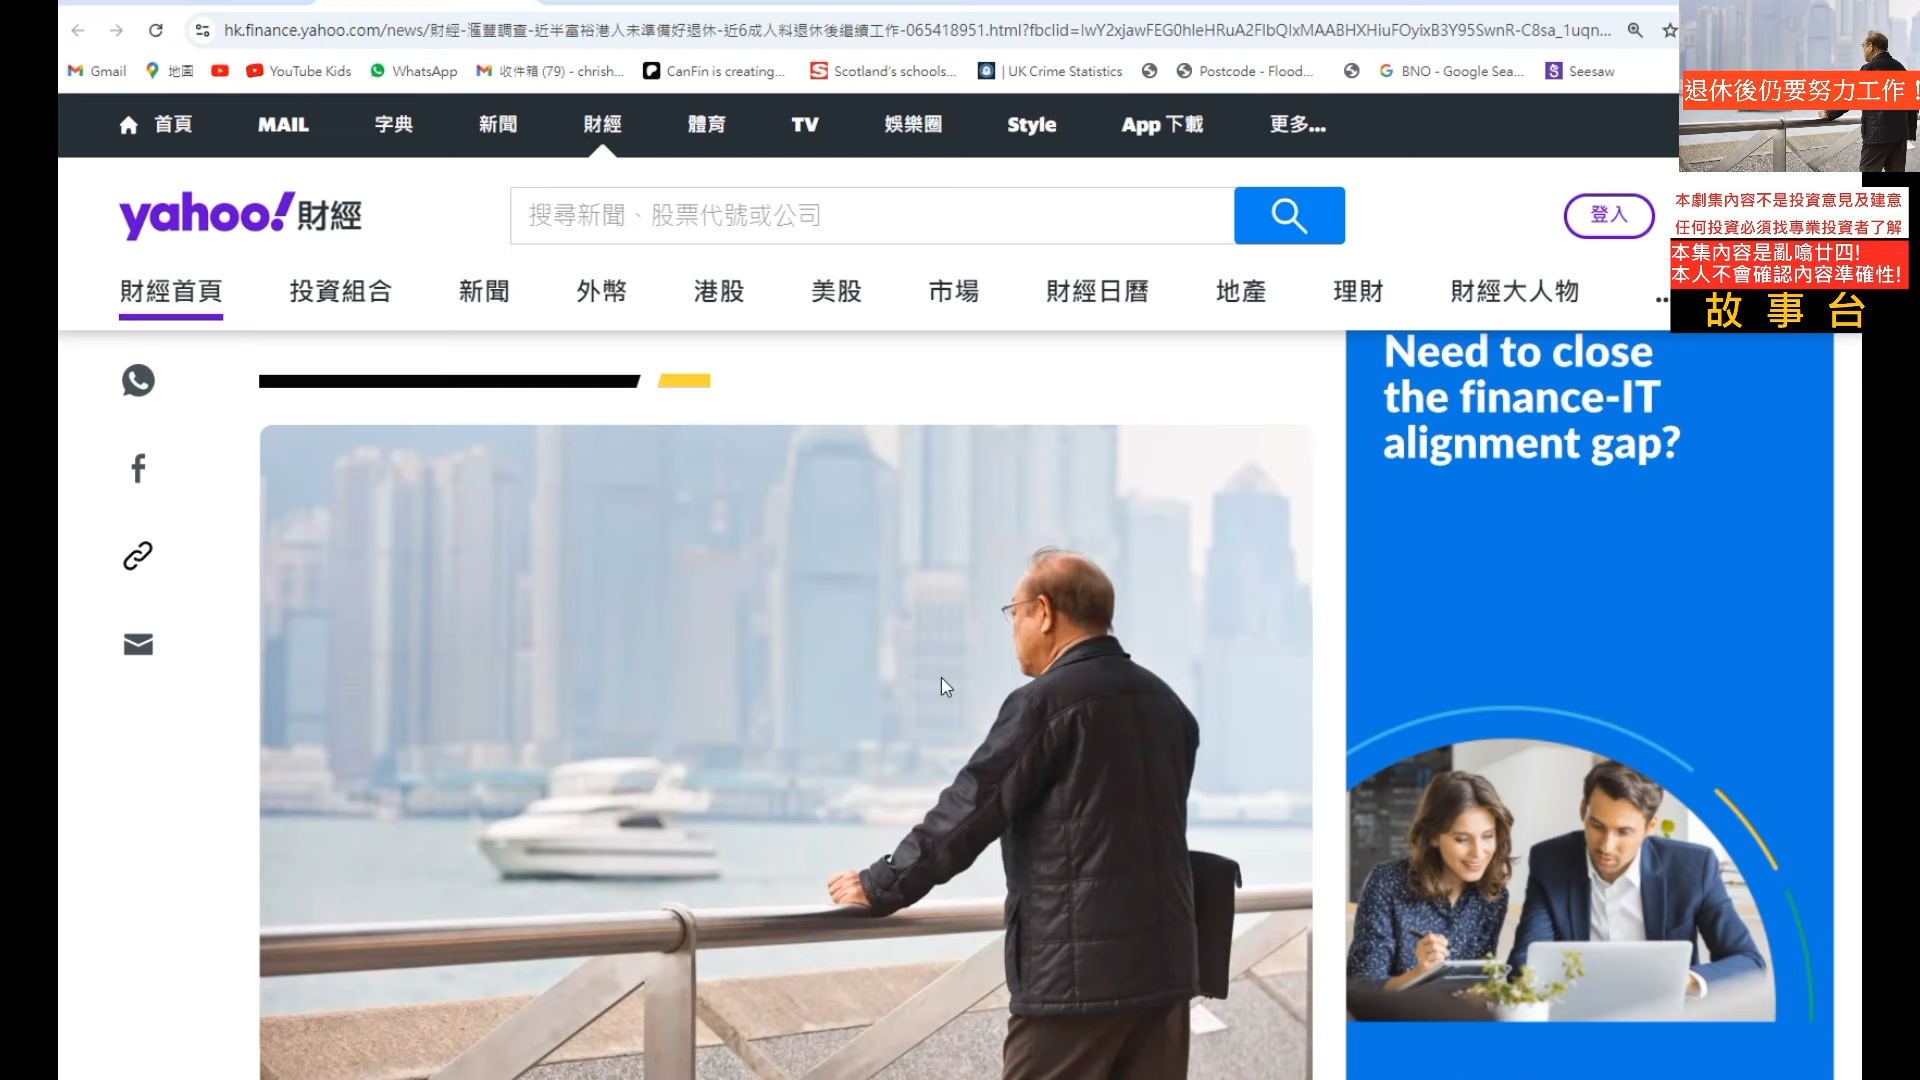 hk.finance.yahoo.com/news/財經-滙豐調查-近半富裕港人未準備好退休-近6成人料退休後繼續工作-065418951.html?fbclid=IwY2xjawFEG0hleHRuA2FlbQIxMAABHXHiuFOyixB3Y95SwnR-C8sa_1uqn...
Gmail 地圖 YouTube Kids WhatsApp 收件箱 (79) - chrish... CanFin is creating... Scotland's schools... | UK Crime Statistics Postcode - Flood... BNO - Google Sea... Seesaw
退休後仍要努力工作!
首頁 MAIL 字典 新聞 財經 體育 TV 娛樂圈 Style App 下載 更多...
yahoo!財經
搜尋新聞、股票代號或公司
登入
本劇集內容不是投資意見及建意
任何投資必須找專業投資者了解
本集內容是亂噏廿四!
本人不會確認內容準確性!
故事台
財經首頁 投資組合 新聞 外幣 港股 美股 市場 財經日曆 地產 理財 財經大人物 ...
Need to close
the finance-IT
alignment gap?